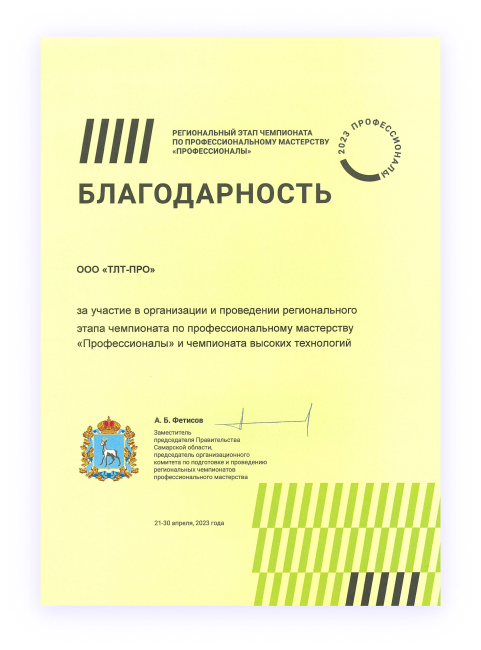 РЕГИОНАЛЬНЫЙ ЭТАП ЧЕМПИОНАТА
ПО ПРОФЕССИОНАЛЬНОМУ МАСТЕРСТВУ
«ПРОФЕССИОНАЛЫ»
2023 ПРОФЕССИОНАЛЫ
БЛАГОДАРНОСТЬ
ООО «ТЛТ-ПРО»
за участие в организации и проведении регионального
этапа чемпионата по профессиональному мастерству
«Профессионалы» и чемпионата высоких технологий
А. Б. Фетисов
Заместитель
председателя Правительства
Самарской области,
председатель организационного
комитета по подготовке и проведению
региональных чемпионатов
профессионального мастерства
21-30 апреля, 2023 года